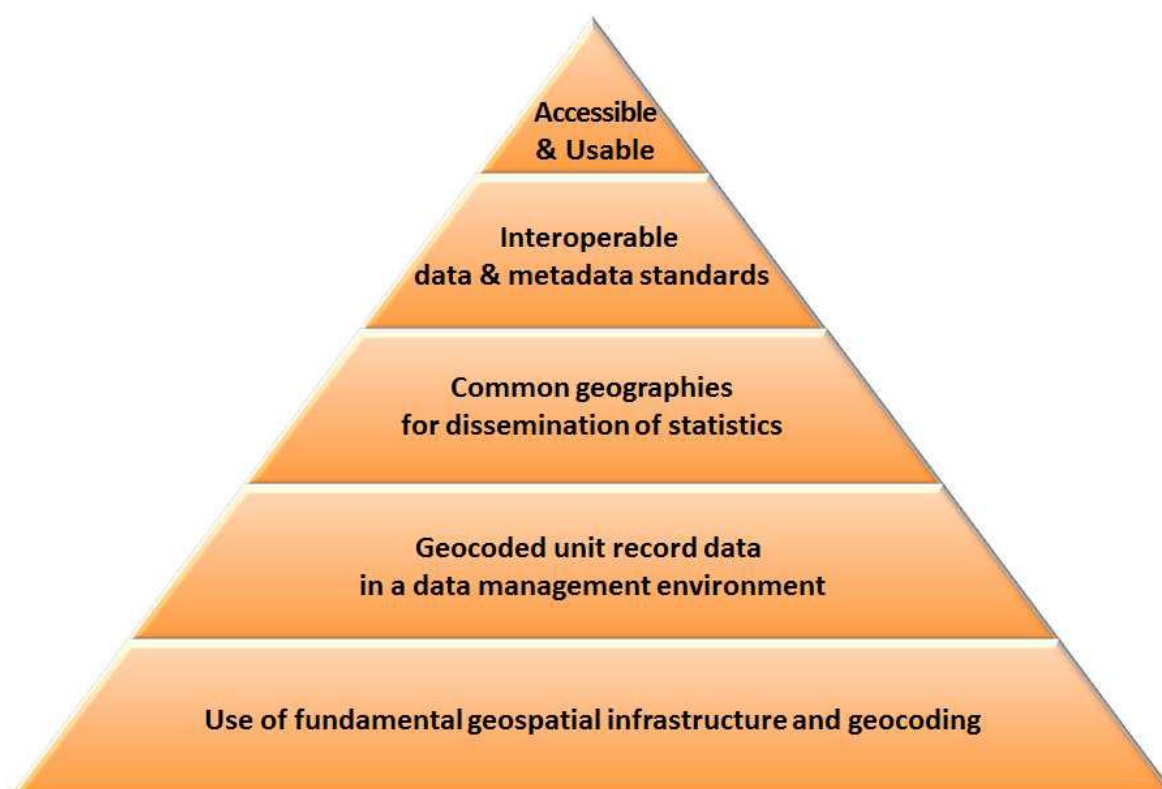 Accessible
& Usable
Interoperable
data & metadata standards
Common geographies
for dissemination of statistics
Geocoded unit record data
in a data management environment
Use of fundamental geospatial infrastructure and geocoding